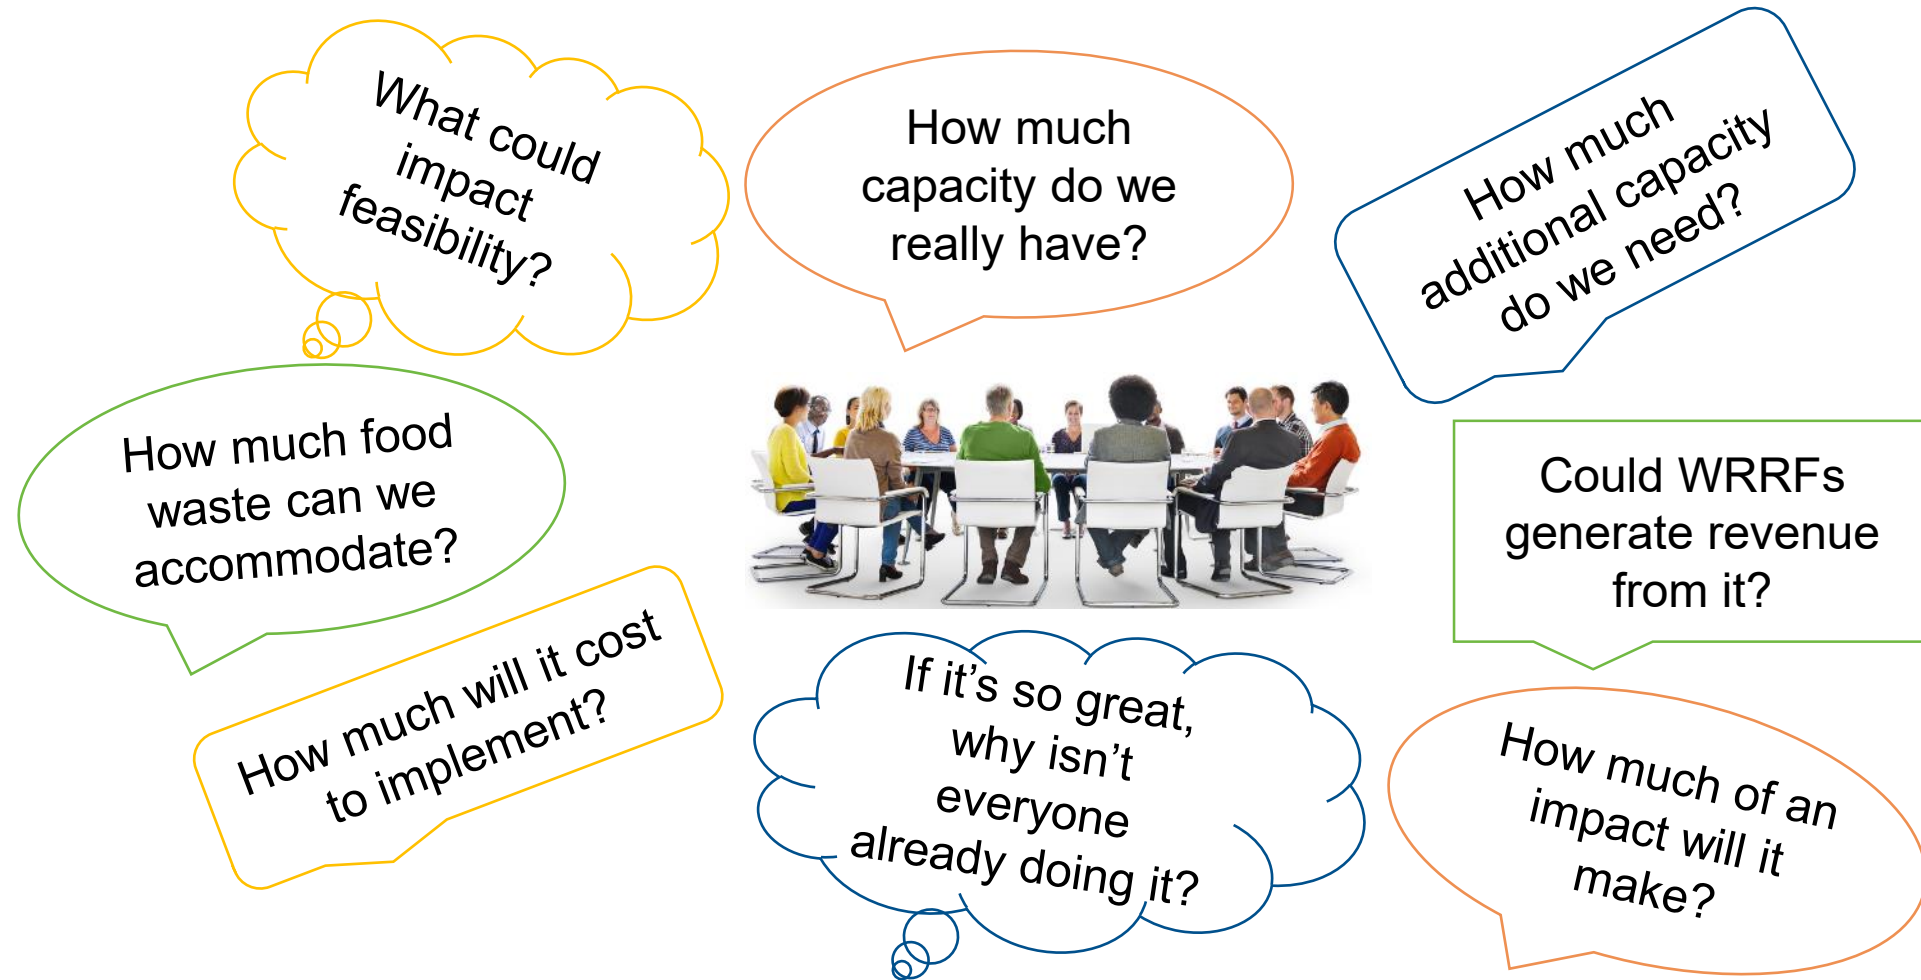 What could
impact
feasibility?
How much
capacity do we
really have?
How much
additional capacity
do we need?
How much food
waste can we
accommodate?
Could WRRFs
generate revenue
from it?
How much will it cost
to implement?
If it’s so great,
why isn’t
everyone
already doing it?
How much of an
impact will it
make?